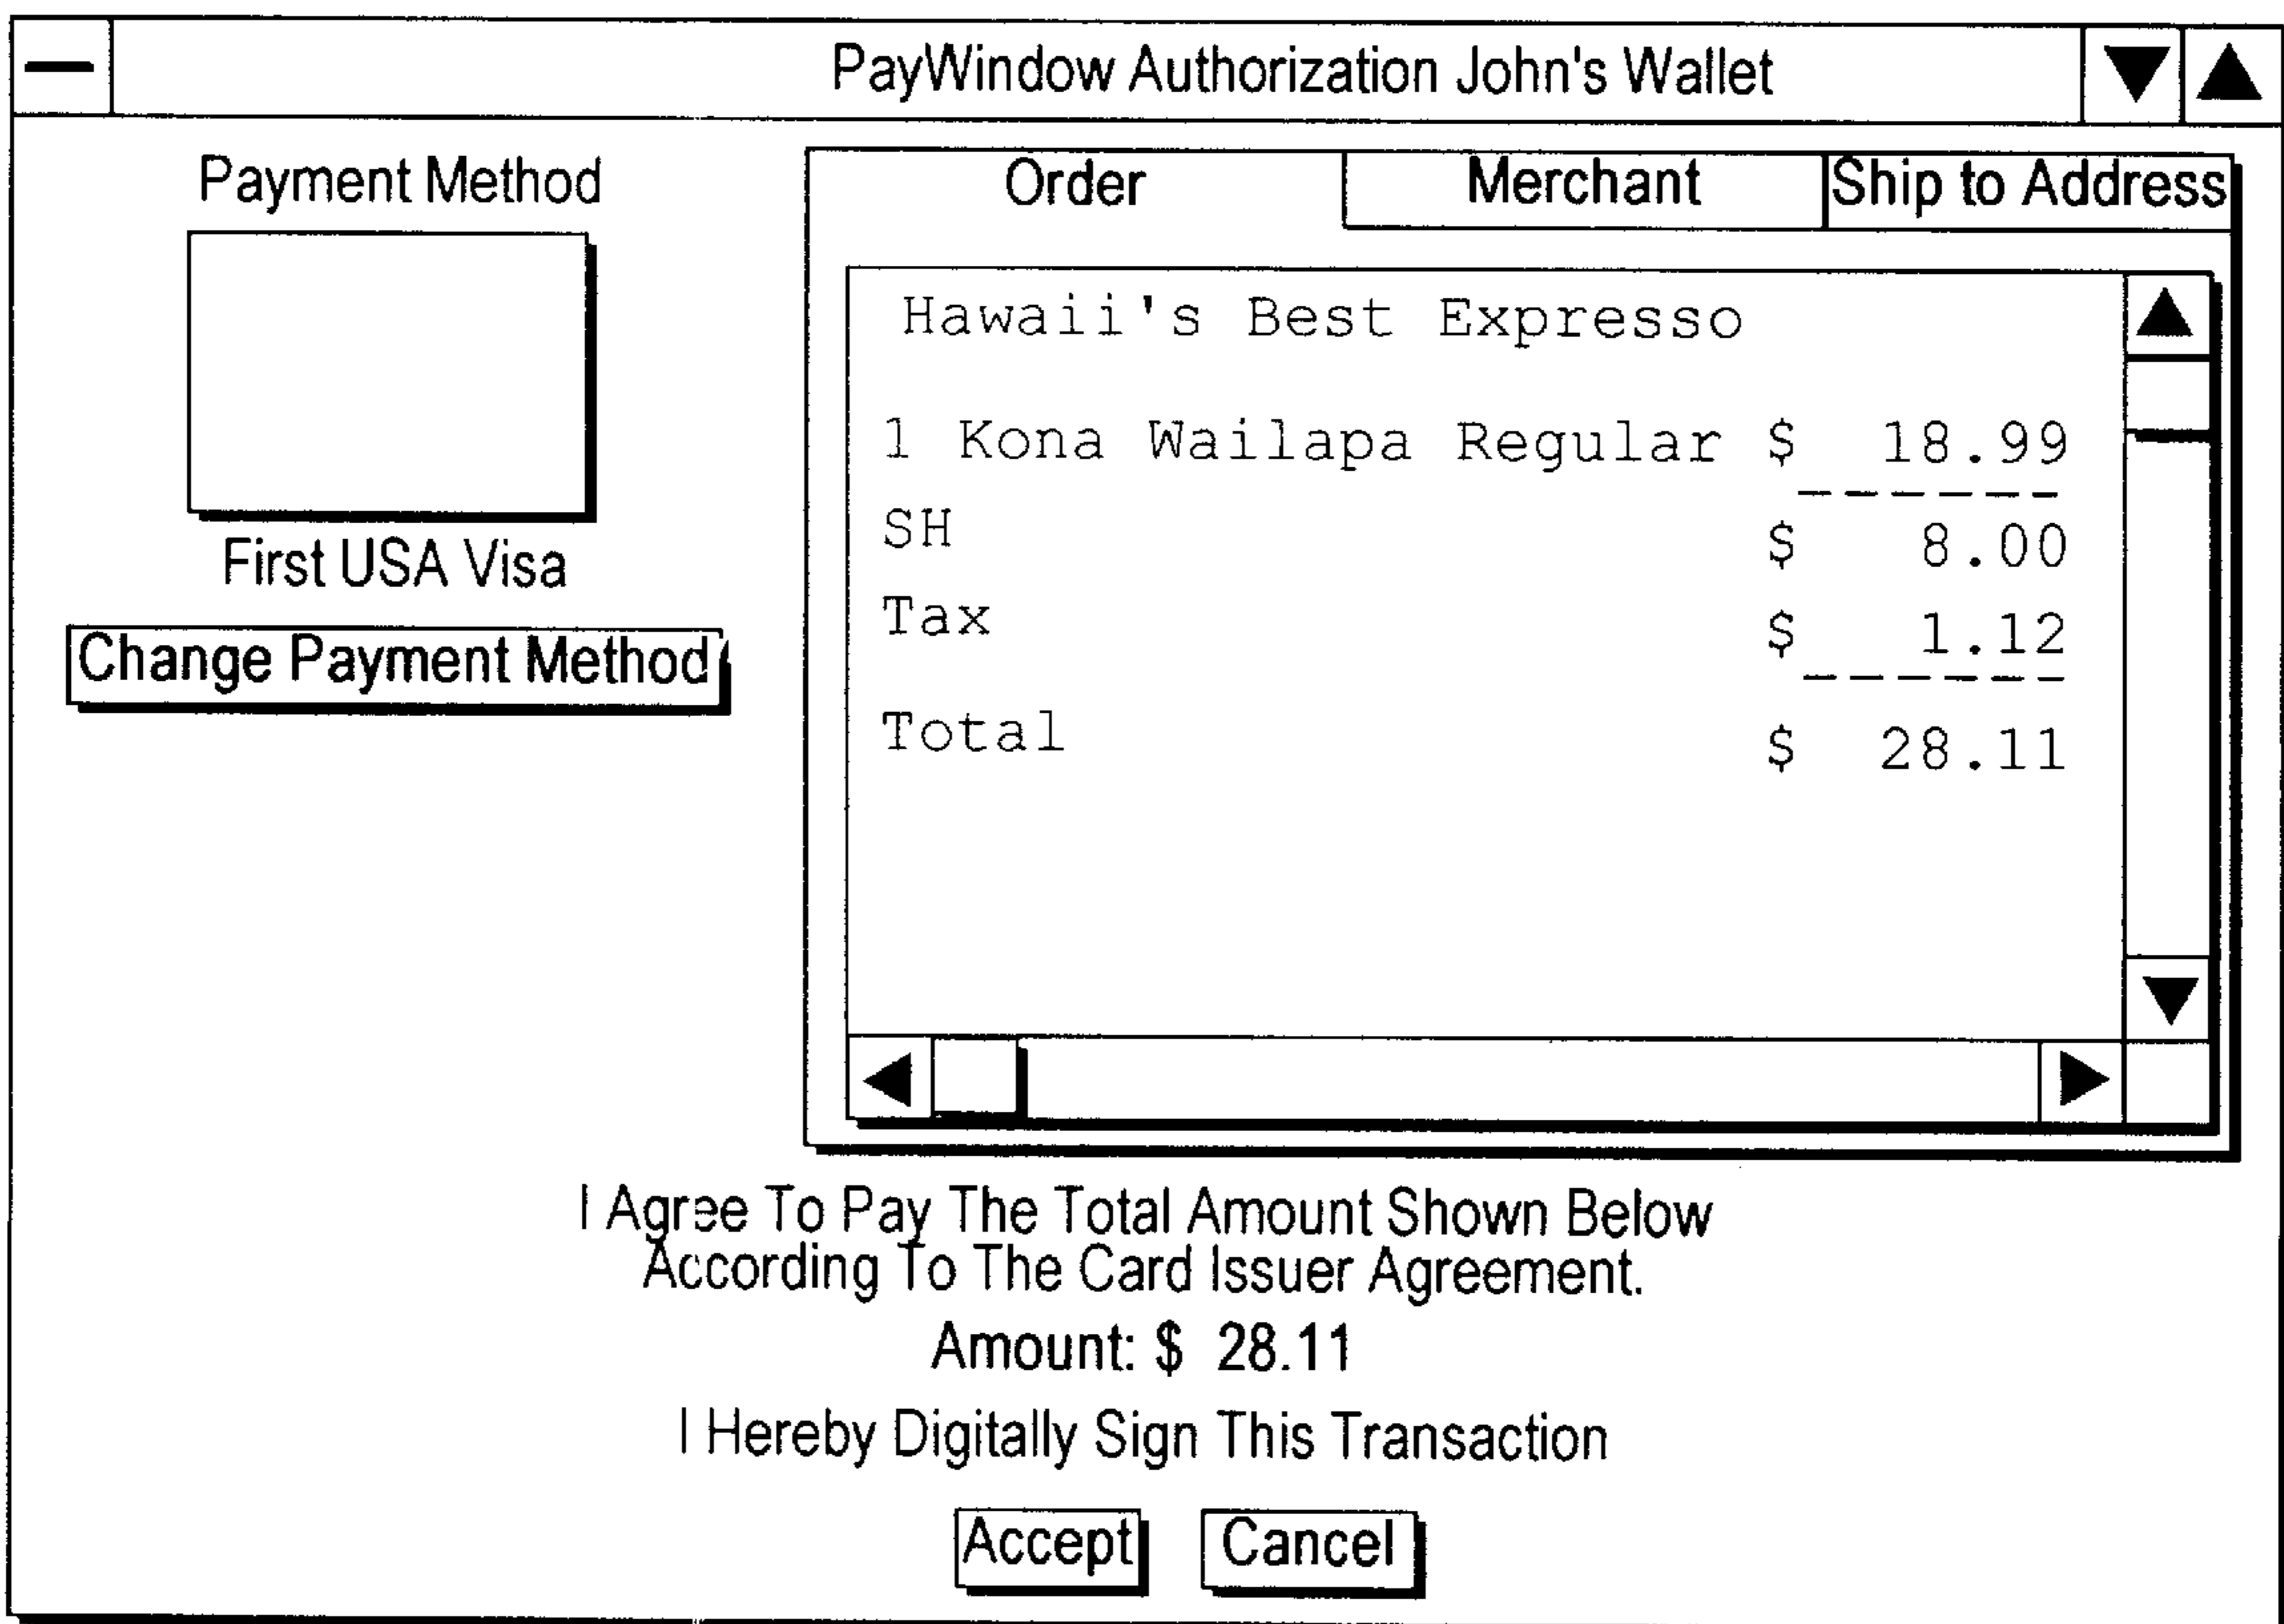 PayWindow Authorization John's Wallet
Payment Method
First USA Visa
Change Payment Method
Order Merchant Ship to Address
Hawaii's Best Expresso
1 Kona Wailapa Regular $ 18.99
SH $ 8.00
Tax $ 1.12
Total $ 28.11
I Agree To Pay The Total Amount Shown Below
According To The Card Issuer Agreement.
Amount: $ 28.11
I Hereby Digitally Sign This Transaction
Accept Cancel